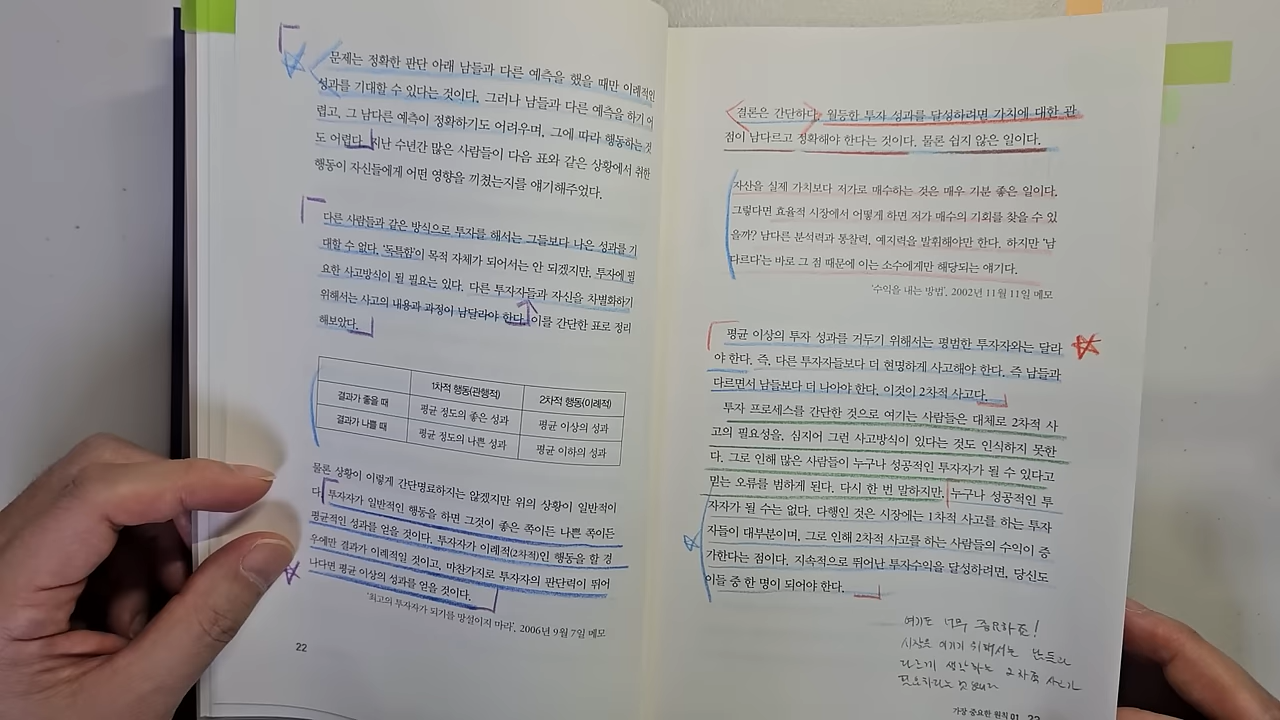 문제는 정확한 판단 아래 남들과 다른 예측을 했을 때만 이례적인
성과를 기대할 수 있다는 것이다. 그러나 남들과 다른 예측을 하기 어
렵고, 그 남다른 예측이 정확하기도 어려우며, 그에 따라 행동하는 것
도 어렵다. 지난 수년간 많은 사람들이 다음 표와 같은 상황에서 취한
행동이 자신들에게 어떤 영향을 끼쳤는지를 얘기해주었다.
다른 사람들과 같은 방식으로 투자를 해서는 그들보다 나은 성과를 기
대할 수 없다. '독특함'이 목적 자체가 되어서는 안 되겠지만, 투자에 필
요한 사고방식이 될 필요는 있다. 다른 투자자들과 자신을 차별화하기
위해서는 사고의 내용과 과정이 남달라야 한다. 이를 간단한 표로 정리
해보았다.
1차적 행동(관행적) 2차적 행동(이례적)
결과가 좋을 때 평균 정도의 좋은 성과 평균 이상의 성과
결과가 나쁠 때 평균 정도의 나쁜 성과 평균 이하의 성과
물론 상황이 이렇게 간단명료하지는 않겠지만 위의 상황이 일반적이
다. 투자자가 일반적인 행동을 하면 그것이 좋은 쪽이든 나쁜 쪽이든
평균적인 성과를 얻을 것이다. 투자자가 이례적(2차적)인 행동을 할 경
우에만 결과가 이례적일 것이고, 마찬가지로 투자자의 판단력이 뛰어
나다면 평균 이상의 성과를 얻을 것이다.
'최고의 투자자가 되기를 망설이지 마라', 2006년 9월 7일 메모
22
결론은 간단하다. 월등한 투자 성과를 달성하려면 가치에 대한 관
점이 남다르고 정확해야 한다는 것이다. 물론 쉽지 않은 일이다.
자산을 실제 가치보다 저가로 매수하는 것은 매우 기분 좋은 일이다.
그렇다면 효율적 시장에서 어떻게 하면 저가 매수의 기회를 찾을 수 있
을까? 남다른 분석력과 통찰력, 예지력을 발휘해야만 한다. 하지만 '남
다르다'는 바로 그 점 때문에 이는 소수에게만 해당되는 얘기다.
'수익을 내는 방법', 2002년 11월 11일 메모
평균 이상의 투자 성과를 거두기 위해서는 평범한 투자자와는 달라
야 한다. 즉, 다른 투자자들보다 더 현명하게 사고해야 한다. 즉 남들과
다르면서 남들보다 더 나아야 한다. 이것이 2차적 사고다.
투자 프로세스를 간단한 것으로 여기는 사람들은 대체로 2차적 사
고의 필요성을, 심지어 그런 사고방식이 있다는 것도 인식하지 못한
다. 그로 인해 많은 사람들이 누구나 성공적인 투자자가 될 수 있다고
믿는 오류를 범하게 된다. 다시 한 번 말하지만, 누구나 성공적인 투
자자가 될 수는 없다. 다행인 것은 시장에는 1차적 사고를 하는 투자
자들이 대부분이며, 그로 인해 2차적 사고를 하는 사람들의 수익이 증
가한다는 점이다. 지속적으로 뛰어난 투자수익을 달성하려면, 당신도
이들 중 한 명이 되어야 한다.
여기도 너무 중요하죠!
시장을 이기기 위해서는 남들과
다르게 생각하는 2차적 사고가
필요하다는
가장 중요한 원칙 01 23